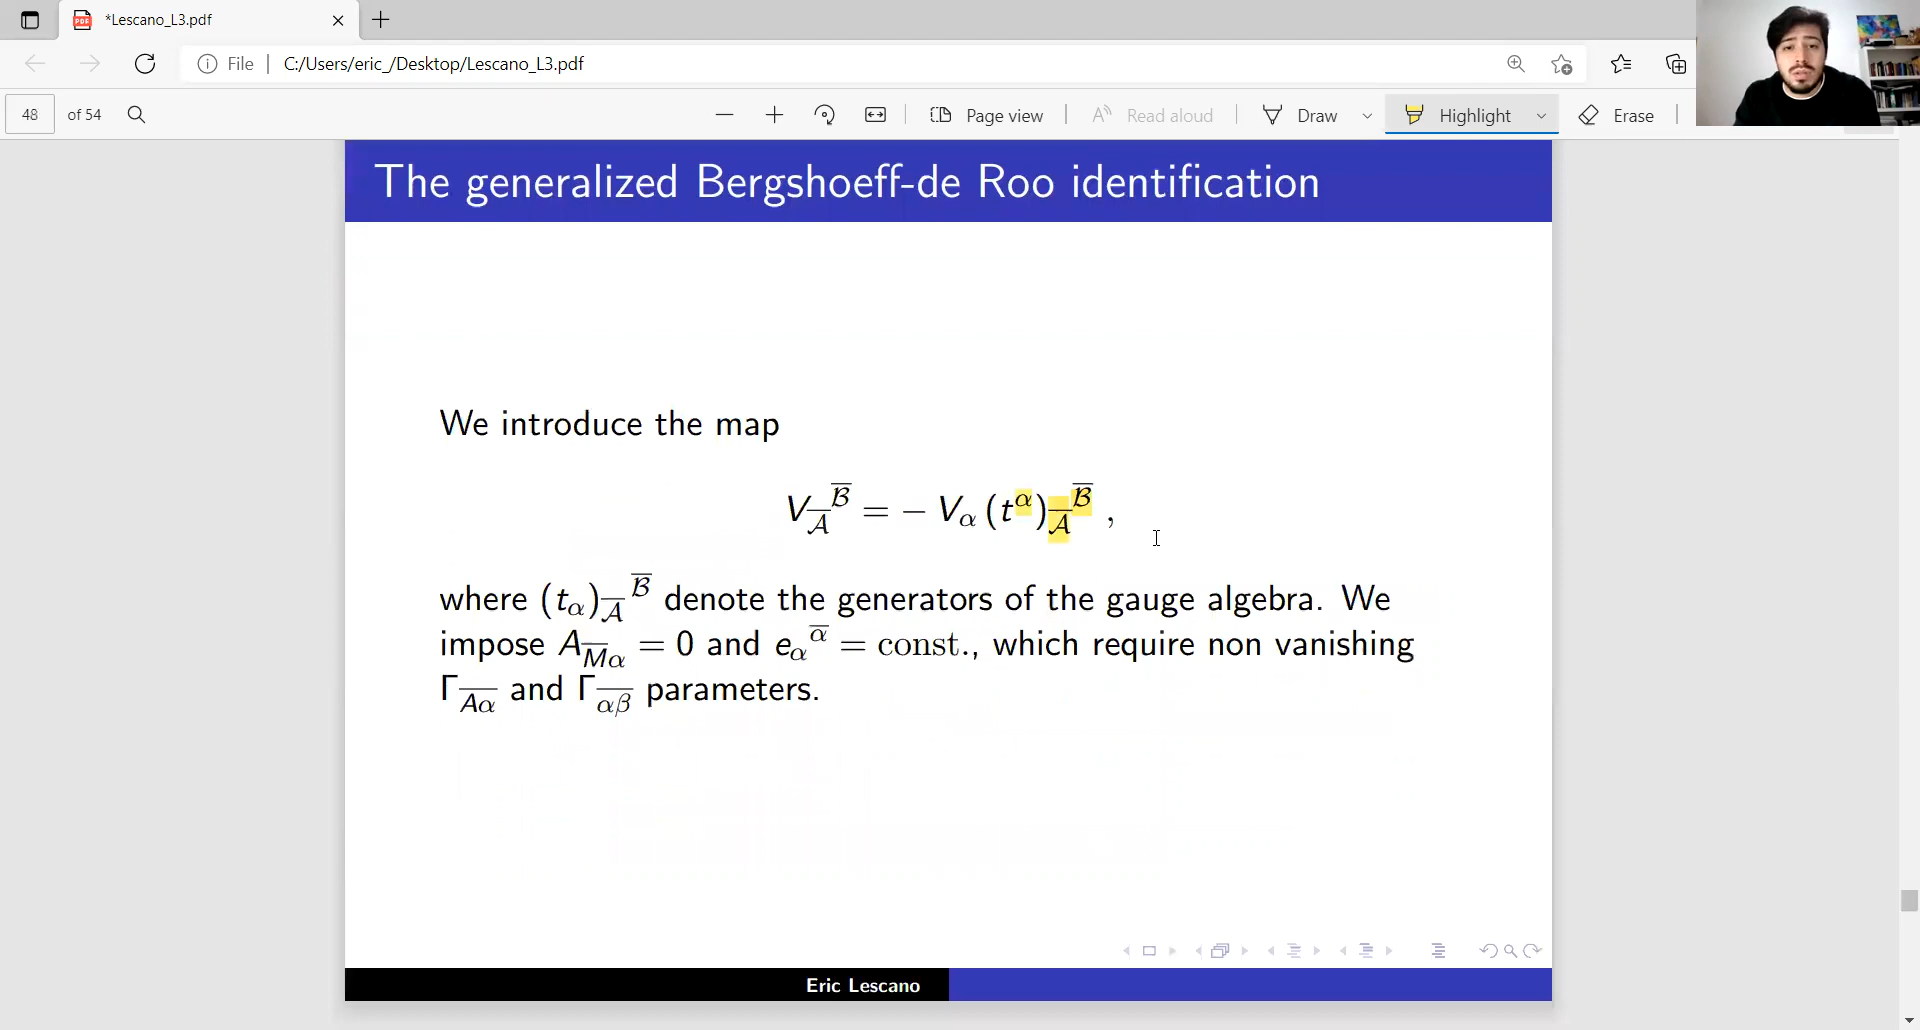 *Lescano_L3.pdf
File C:/Users/eric_/Desktop/Lescano_L3.pdf
48 of 54 Page view Read aloud Draw Highlight Erase
The generalized Bergshoeff-de Roo identification
We introduce the map
$V_{\overline{\mathcal{A}}}{}^{\overline{\mathcal{B}}} = - V_{\alpha} (t^{\alpha})_{\overline{\mathcal{A}}}{}^{\overline{\mathcal{B}}}$ ,
where $(t_{\alpha})_{\overline{\mathcal{A}}}{}^{\overline{\mathcal{B}}}$ denote the generators of the gauge algebra. We
impose $A_{\overline{M}\alpha} = 0$ and $e_{\alpha}{}^{\overline{\alpha}} = \text{const.}$, which require non vanishing
$\Gamma_{\overline{A\alpha}}$ and $\Gamma_{\overline{\alpha\beta}}$ parameters.
Eric Lescano